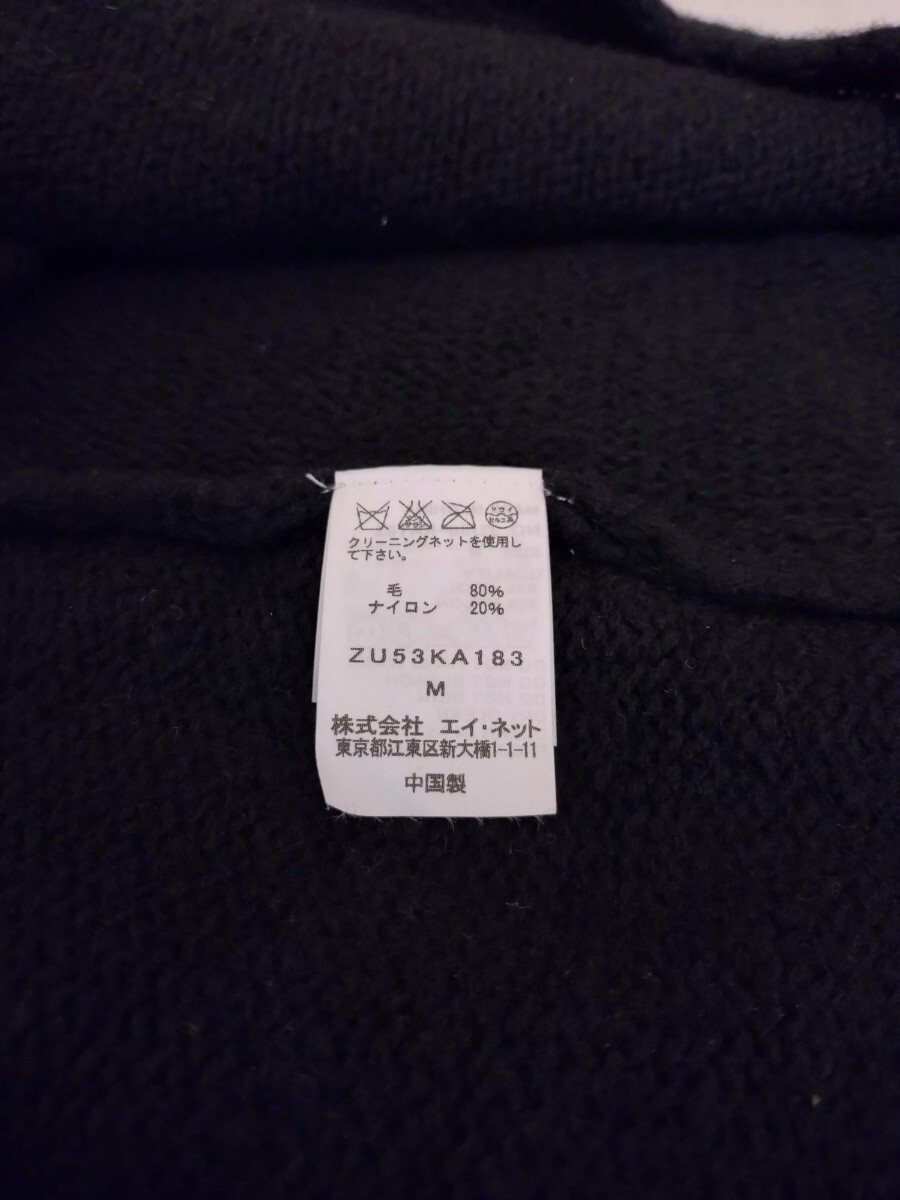 クリーニングネットを使用し
て下さい。
毛 80%
ナイロン 20%
ZU53KA183
M
株式会社 エイ・ネット
東京都江東区新大橋1-1-11
中国製